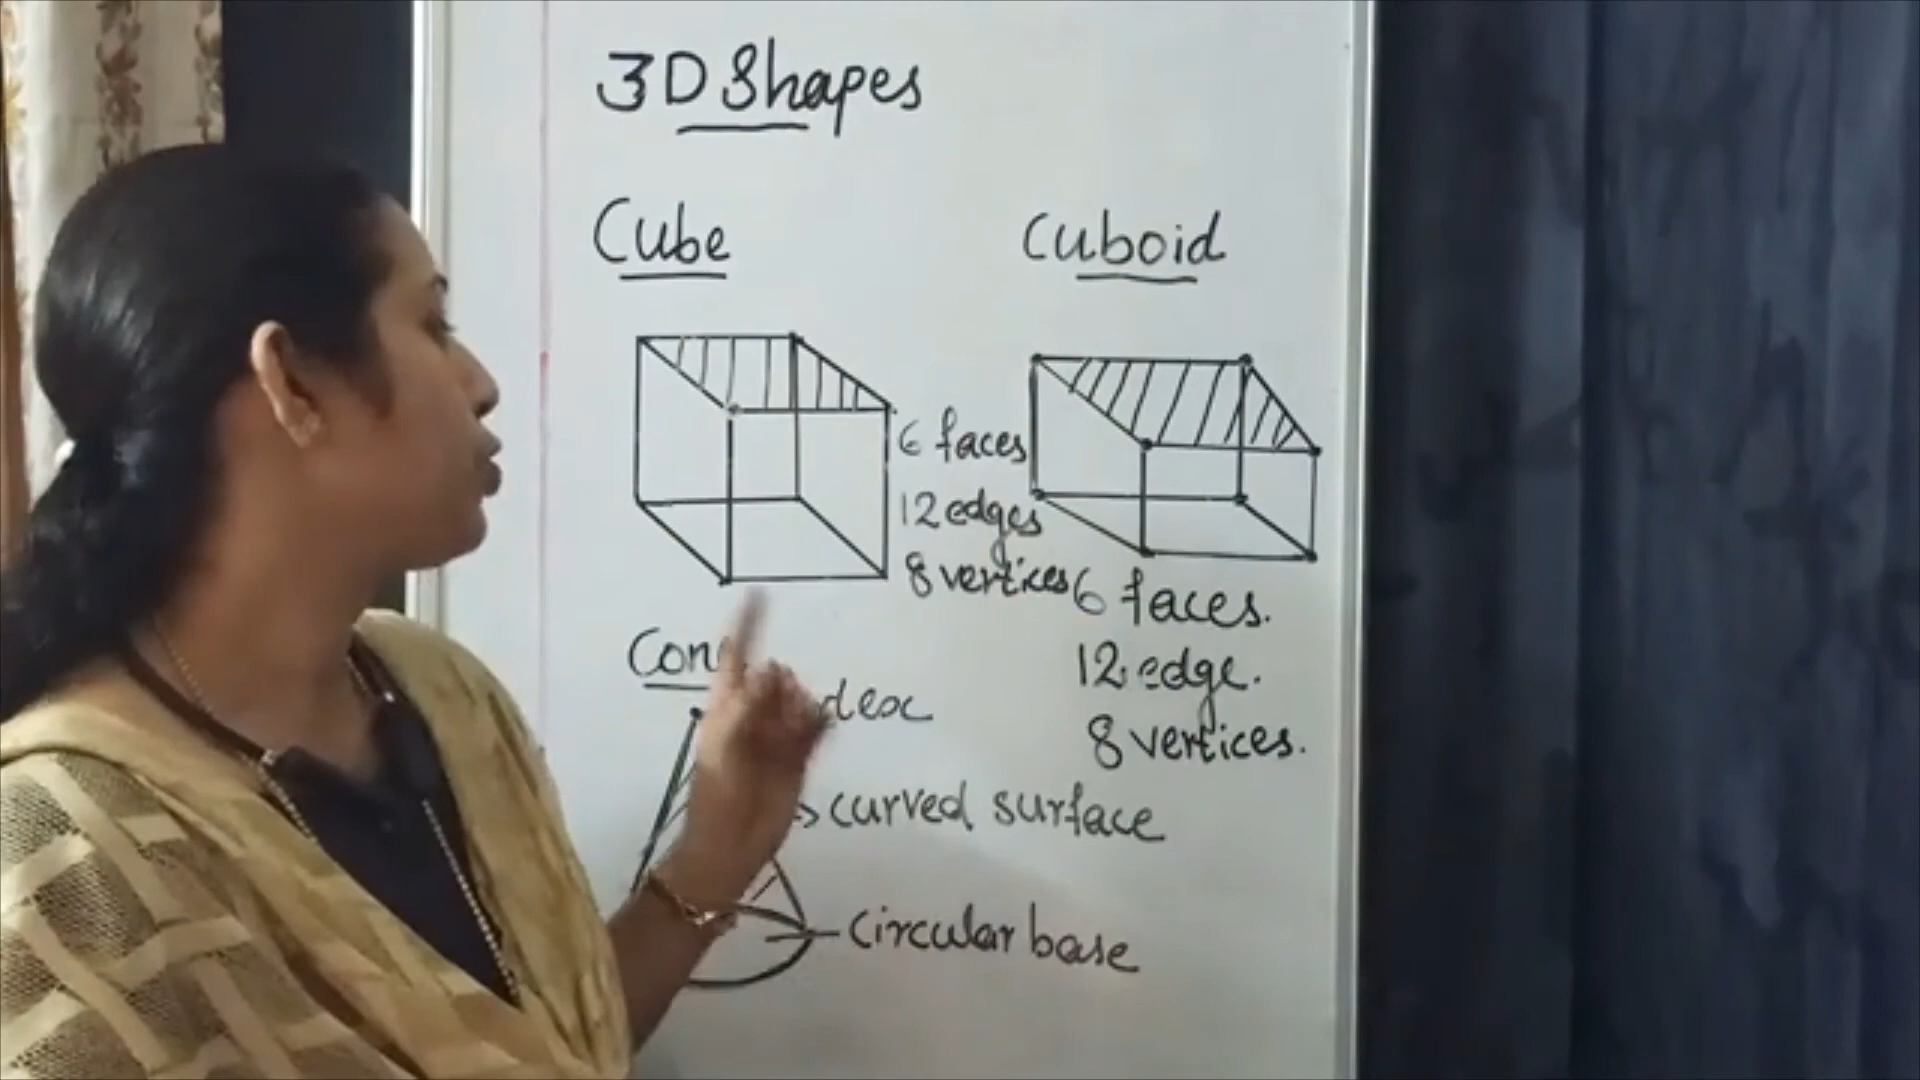 3D Shapes
Cube
Cuboid
6 faces
12 edges
8 vertices
6 faces.
12 edge.
8 vertices.
curved surface
circular base